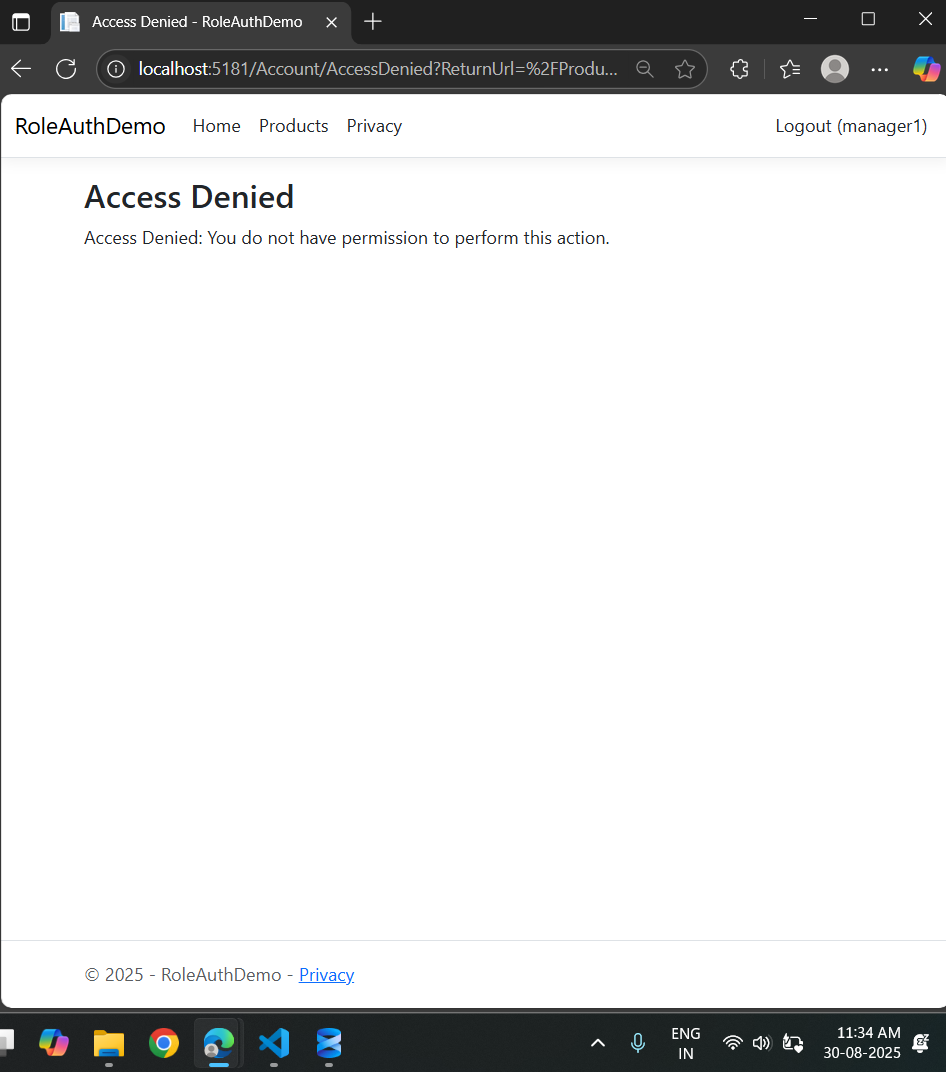 Access Denied - RoleAuthDemo
localhost:5181/Account/AccessDenied?ReturnUrl=%2FProdu...
RoleAuthDemo Home Products Privacy Logout (manager1)
Access Denied
Access Denied: You do not have permission to perform this action.
© 2025 - RoleAuthDemo - Privacy
ENG
IN
11:34 AM
30-08-2025